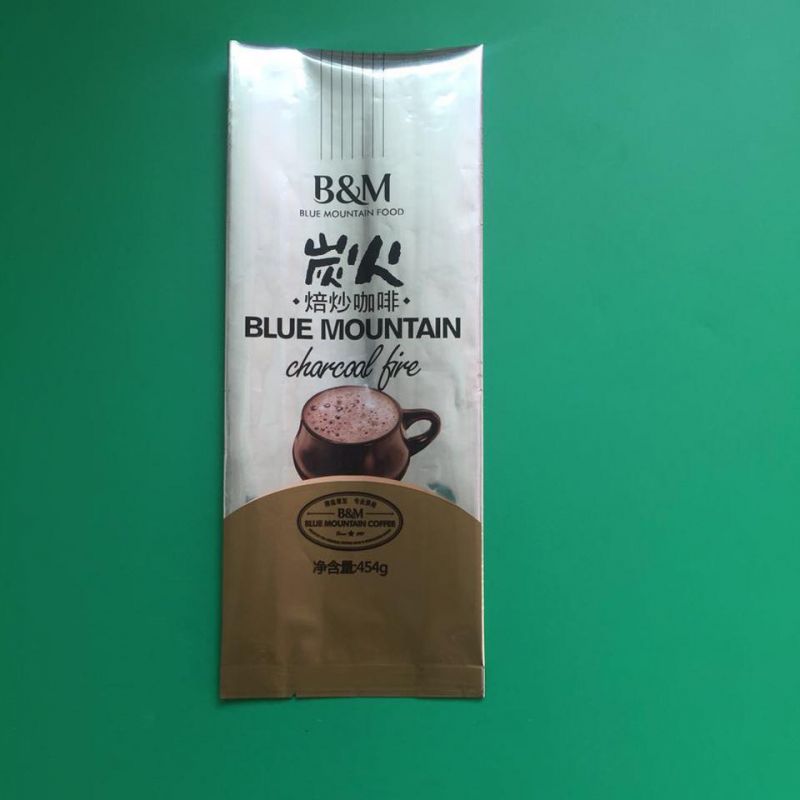 B&M
BLUE MOUNTAIN FOOD
炭火
焙炒咖啡
BLUE MOUNTAIN
charcoal fire
B&M
BLUE MOUNTAIN COFFEE
净含量:454g